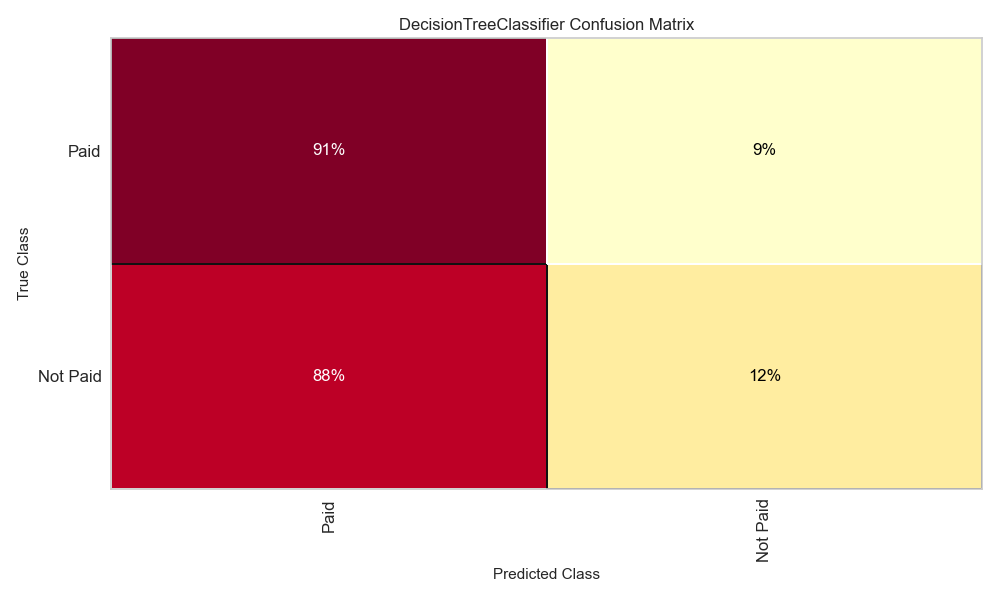 DecisionTreeClassifier Confusion Matrix
Paid
91%
9%
True Class
Not Paid
88%
12%
Paid
Not Paid
Predicted Class